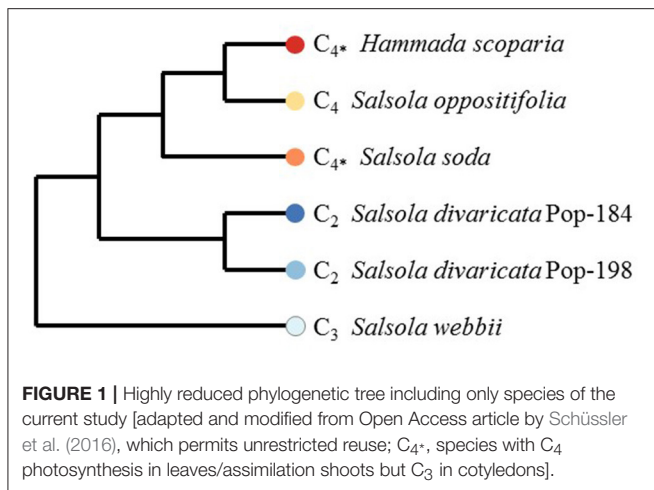 C4* Hammada scoparia
C4 Salsola oppositifolia
C4* Salsola soda
C2 Salsola divaricata Pop-184
C2 Salsola divaricata Pop-198
C3 Salsola webbii
FIGURE 1 | Highly reduced phylogenetic tree including only species of the
current study [adapted and modified from Open Access article by Schüssler
et al. (2016), which permits unrestricted reuse; C4*, species with C4
photosynthesis in leaves/assimilation shoots but C3 in cotyledons].